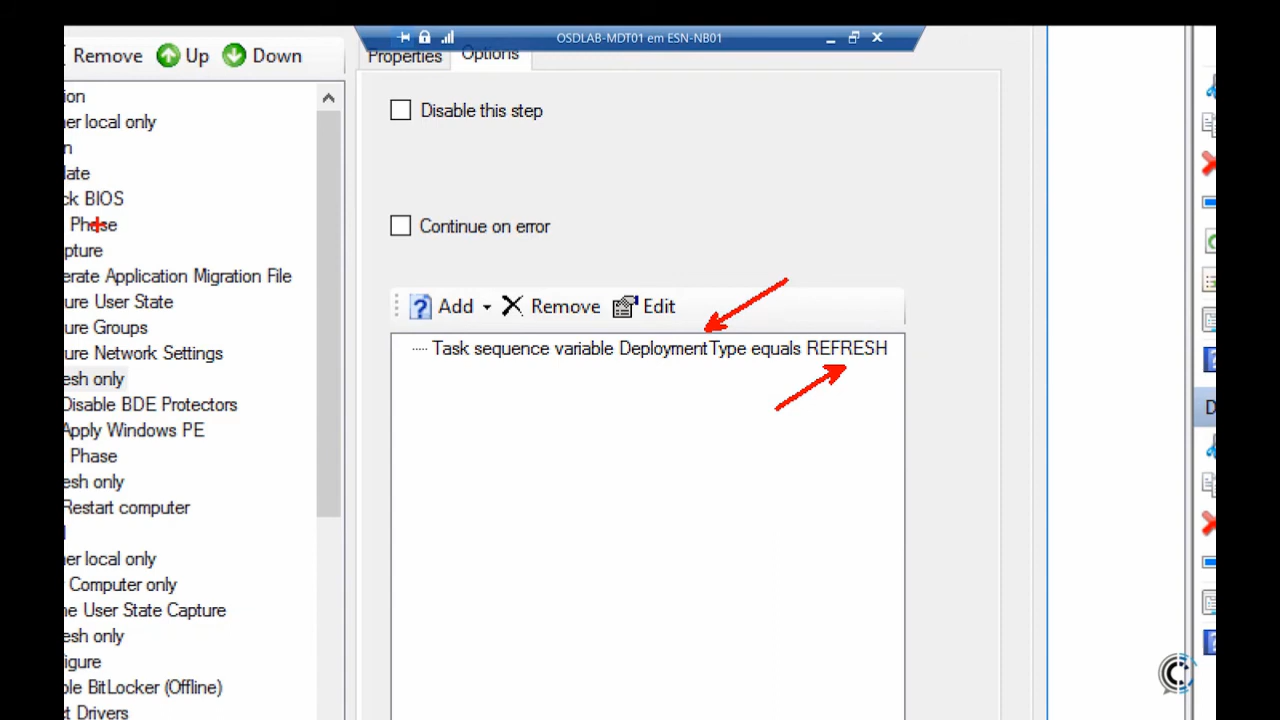 OSDLAB-MDT01 em ESN-NB01
Remove Up Down
Properties Options
ion
er local only
n
late
ck BIOS
Phase
pture
erate Application Migration File
ure User State
ure Groups
ure Network Settings
esh only
Disable BDE Protectors
Apply Windows PE
Phase
esh only
Restart computer
er local only
Computer only
ne User State Capture
esh only
igure
ble BitLocker (Offline)
t Drivers
Disable this step
Continue on error
Add Remove Edit
Task sequence variable DeploymentType equals REFRESH
D